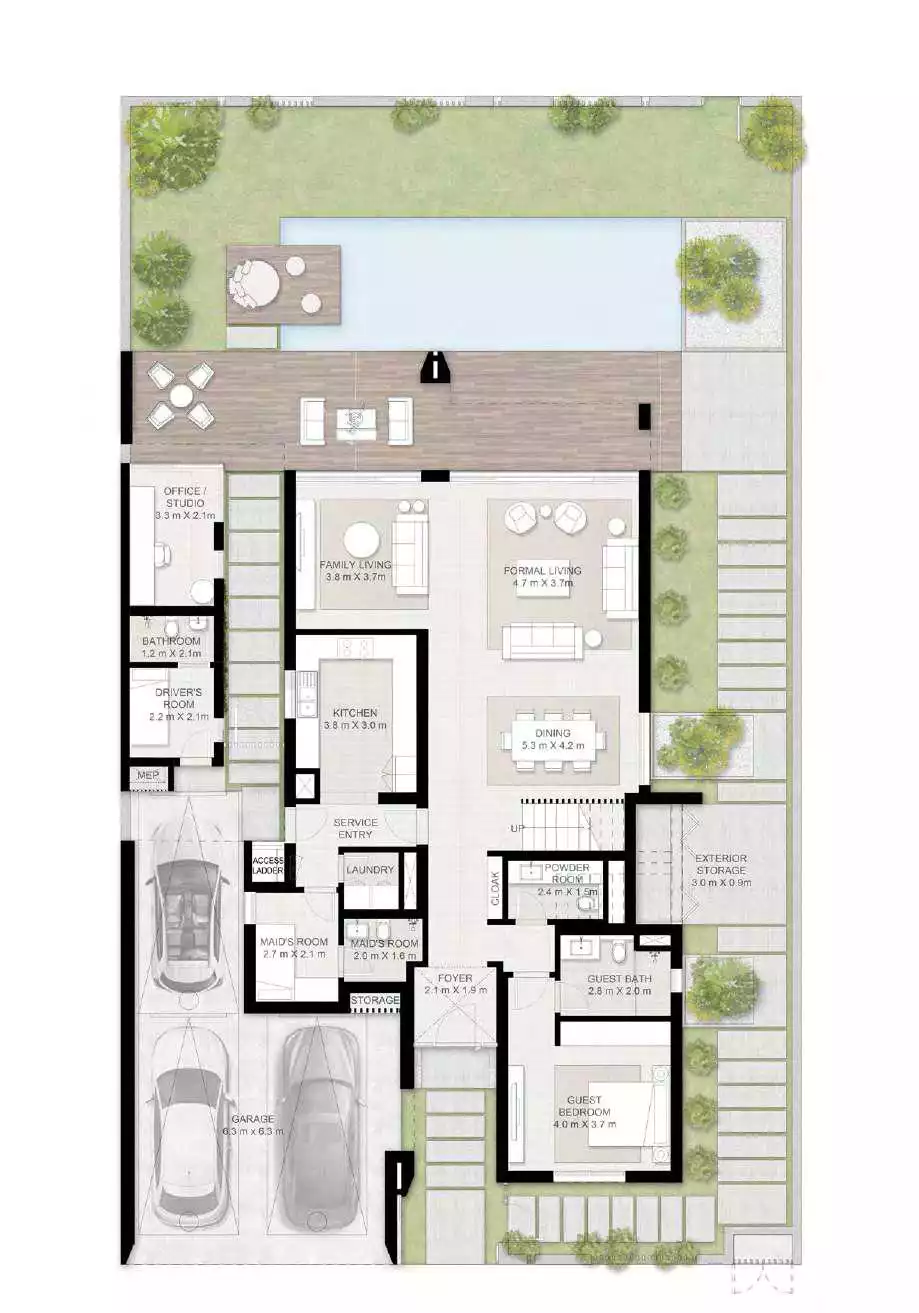 OFFICE /
STUDIO
3.3 m X 2.1m
FAMILY LIVING
3.8 m X 3.7m
FORMAL LIVING
4.7 m X 3.7m
BATHROOM
1.2 m X 2.1m
DRIVER'S
ROOM
2.2 m X 2.1m
KITCHEN
3.8 m X 3.0 m
DINING
5.3 m X 4.2 m
MEP
SERVICE
ENTRY
UP
ACCESS
LADDER
LAUNDRY
CLOAK
POWDER
ROOM
2.4 m X 1.5m
EXTERIOR
STORAGE
3.0 m X 0.9m
MAID'S ROOM
2.7 m X 2.1 m
MAID'S ROOM
2.0 m X 1.6 m
STORAGE
FOYER
2.1 m X 1.9 m
GUEST BATH
2.8 m X 2.0m
GARAGE
6.3 m x 6.3 m
GUEST
BEDROOM
4.0 m X 3.7 m